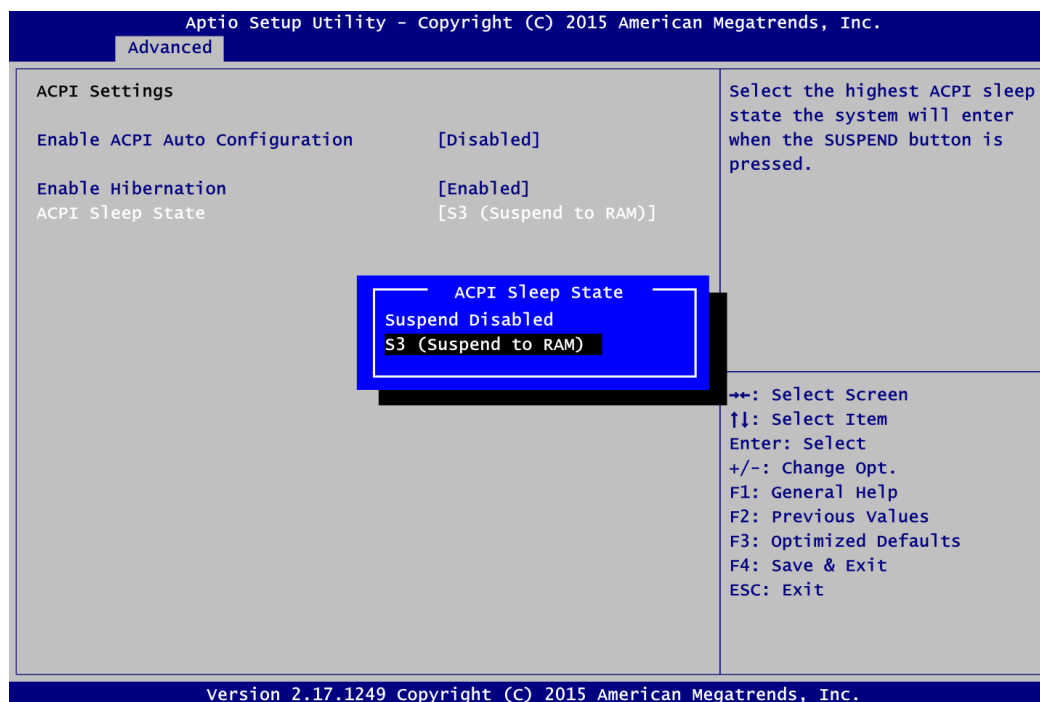 Aptio Setup Utility - Copyright (C) 2015 American Megatrends, Inc.
Advanced
ACPI Settings
Enable ACPI Auto Configuration [Disabled]
Enable Hibernation [Enabled]
ACPI Sleep State [S3 (Suspend to RAM)]
ACPI Sleep State
Suspend Disabled
S3 (Suspend to RAM)
Select the highest ACPI sleep
state the system will enter
when the SUSPEND button is
pressed.
→←: Select Screen
↑↓: Select Item
Enter: Select
+/-: Change Opt.
F1: General Help
F2: Previous Values
F3: Optimized Defaults
F4: Save & Exit
ESC: Exit
Version 2.17.1249 Copyright (C) 2015 American Megatrends, Inc.